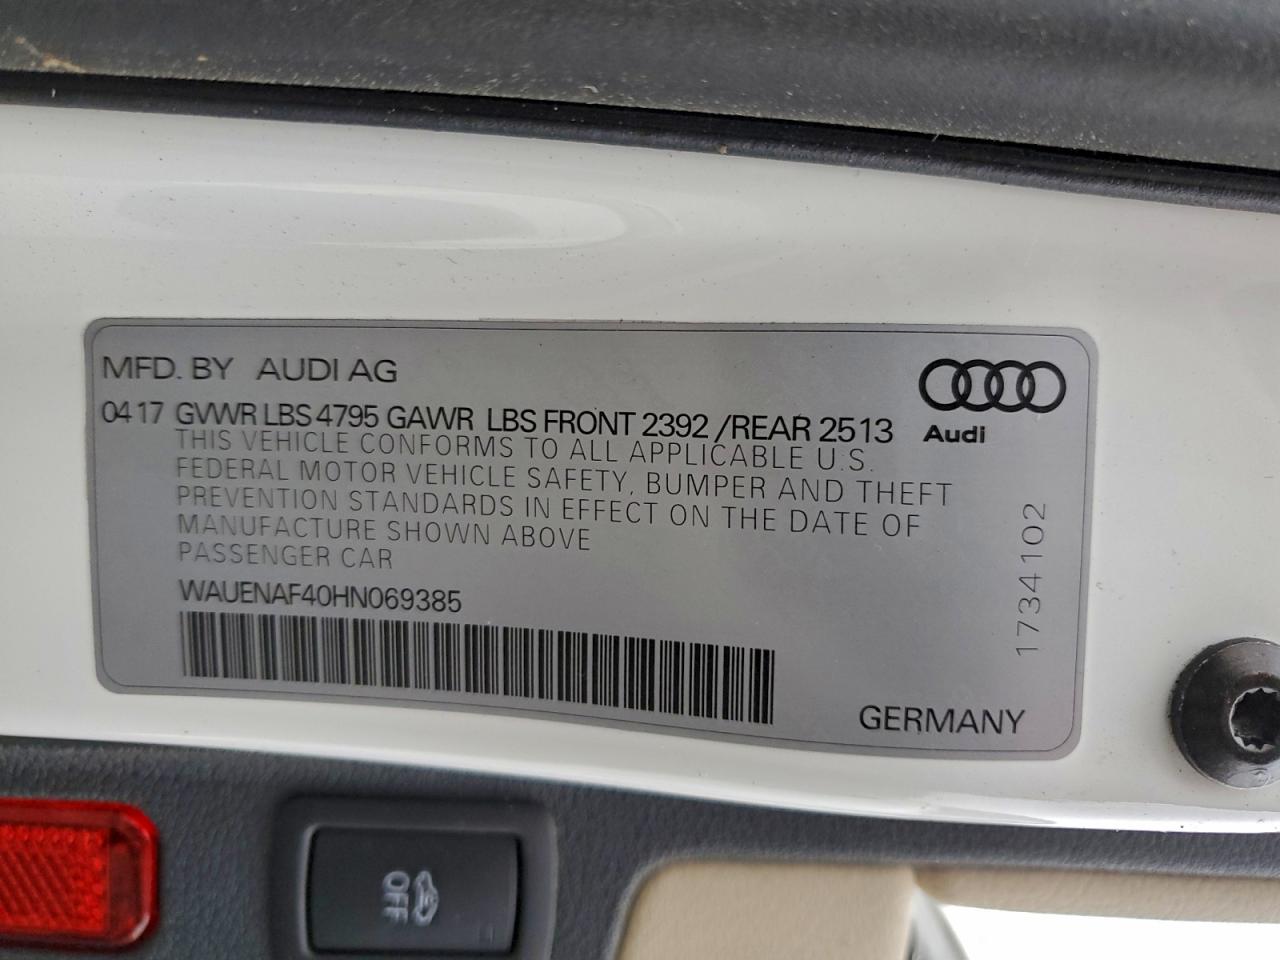 MFD. BY AUDI AG
04 17 GVWR LBS 4795 GAWR LBS FRONT 2392 /REAR 2513
Audi
THIS VEHICLE CONFORMS TO ALL APPLICABLE U.S.
FEDERAL MOTOR VEHICLE SAFETY, BUMPER AND THEFT
PREVENTION STANDARDS IN EFFECT ON THE DATE OF
MANUFACTURE SHOWN ABOVE
PASSENGER CAR
WAUENAF40HN069385
1734102
GERMANY
OFF